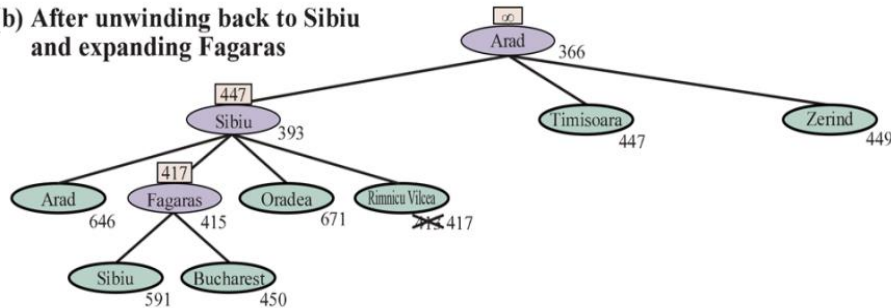 b) After unwinding back to Sibiu
and expanding Fagaras
∞
Arad
366
447
Sibiu
393
Timisoara
447
Zerind
449
Arad
646
417
Fagaras
415
Oradea
671
Rimnicu Vilcea
413 417
Sibiu
591
Bucharest
450